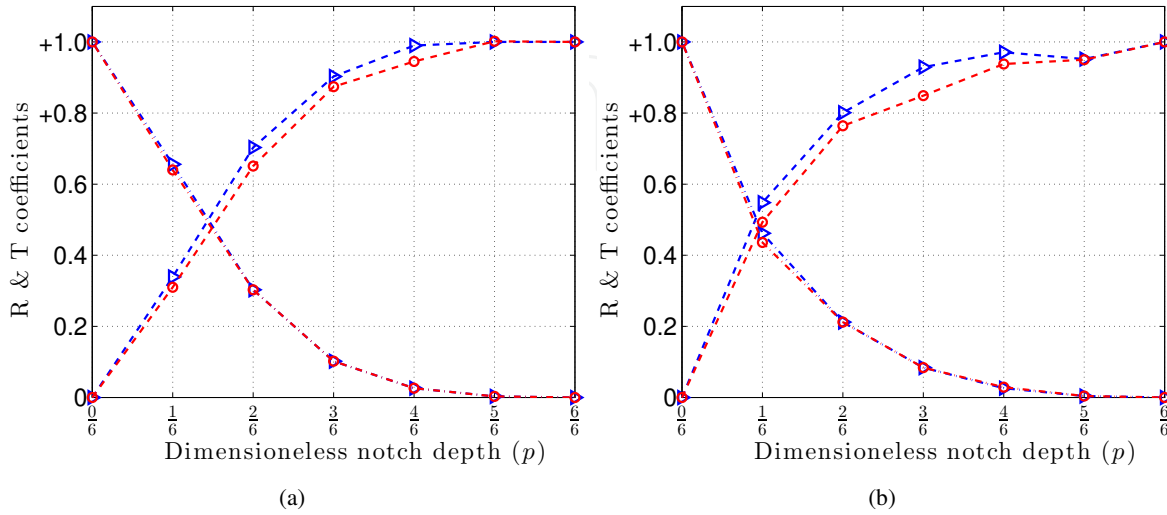 R & T coefficients
+1.0
+0.8
0.6
0.4
0.2
0
0/6 1/6 2/6 3/6 4/6 5/6 6/6
Dimensioneless notch depth (p)
(a)
R & T coefficients
+1.0
+0.8
0.6
0.4
0.2
0
0/6 1/6 2/6 3/6 4/6 5/6 6/6
Dimensioneless notch depth (p)
(b)